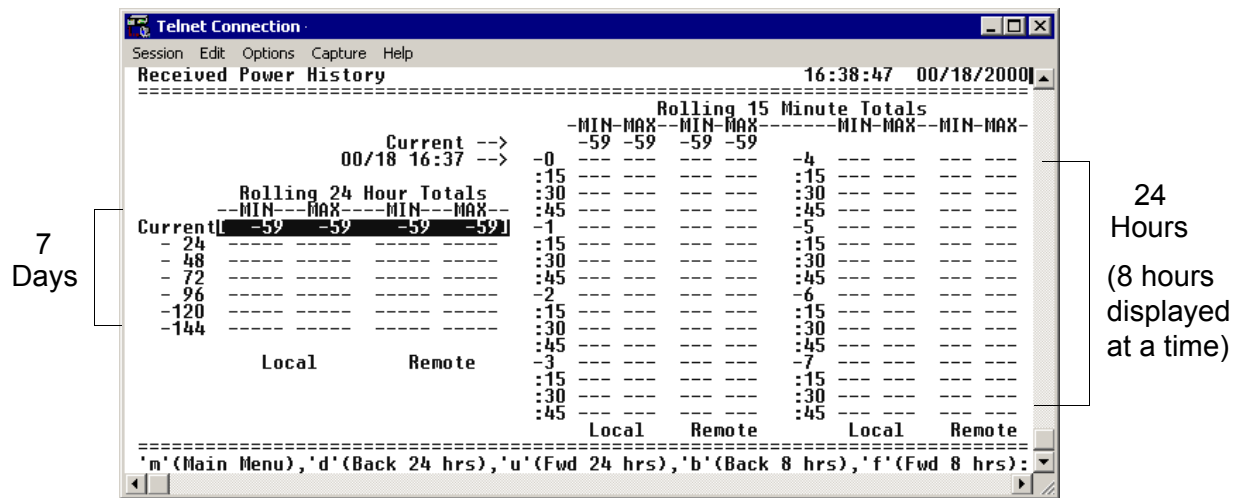 Telnet Connection -
Session Edit Options Capture Help
Received Power History 16:38:47 00/18/2000
================================================================================
Rolling 15 Minute Totals
-MIN-MAX--MIN-MAX-------MIN-MAX--MIN-MAX-
Current --> -59 -59 -59 -59
00/18 16:37 --> -0 --- --- --- --- -4 --- --- --- ---
:15 --- --- --- --- :15 --- --- --- ---
Rolling 24 Hour Totals :30 --- --- --- --- :30 --- --- --- ---
--MIN---MAX----MIN---MAX-- :45 --- --- --- --- :45 --- --- --- ---
Current[ -59 -59 -59 -59] -1 --- --- --- --- -5 --- --- --- ---
- 24 ----- ----- ----- ----- :15 --- --- --- --- :15 --- --- --- ---
- 48 ----- ----- ----- ----- :30 --- --- --- --- :30 --- --- --- ---
- 72 ----- ----- ----- ----- :45 --- --- --- --- :45 --- --- --- ---
- 96 ----- ----- ----- ----- -2 --- --- --- --- -6 --- --- --- ---
-120 ----- ----- ----- ----- :15 --- --- --- --- :15 --- --- --- ---
-144 ----- ----- ----- ----- :30 --- --- --- --- :30 --- --- --- ---
:45 --- --- --- --- :45 --- --- --- ---
Local Remote -3 --- --- --- --- -7 --- --- --- ---
:15 --- --- --- --- :15 --- --- --- ---
:30 --- --- --- --- :30 --- --- --- ---
:45 --- --- --- --- :45 --- --- --- ---
Local Remote Local Remote
================================================================================
'm'(Main Menu),'d'(Back 24 hrs),'u'(Fwd 24 hrs),'b'(Back 8 hrs),'f'(Fwd 8 hrs):
7
Days
24
Hours
(8 hours
displayed
at a time)